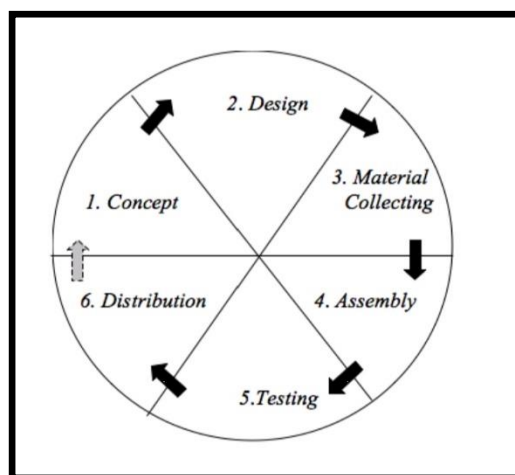 1. Concept
2. Design
3. Material
Collecting
4. Assembly
5.Testing
6. Distribution